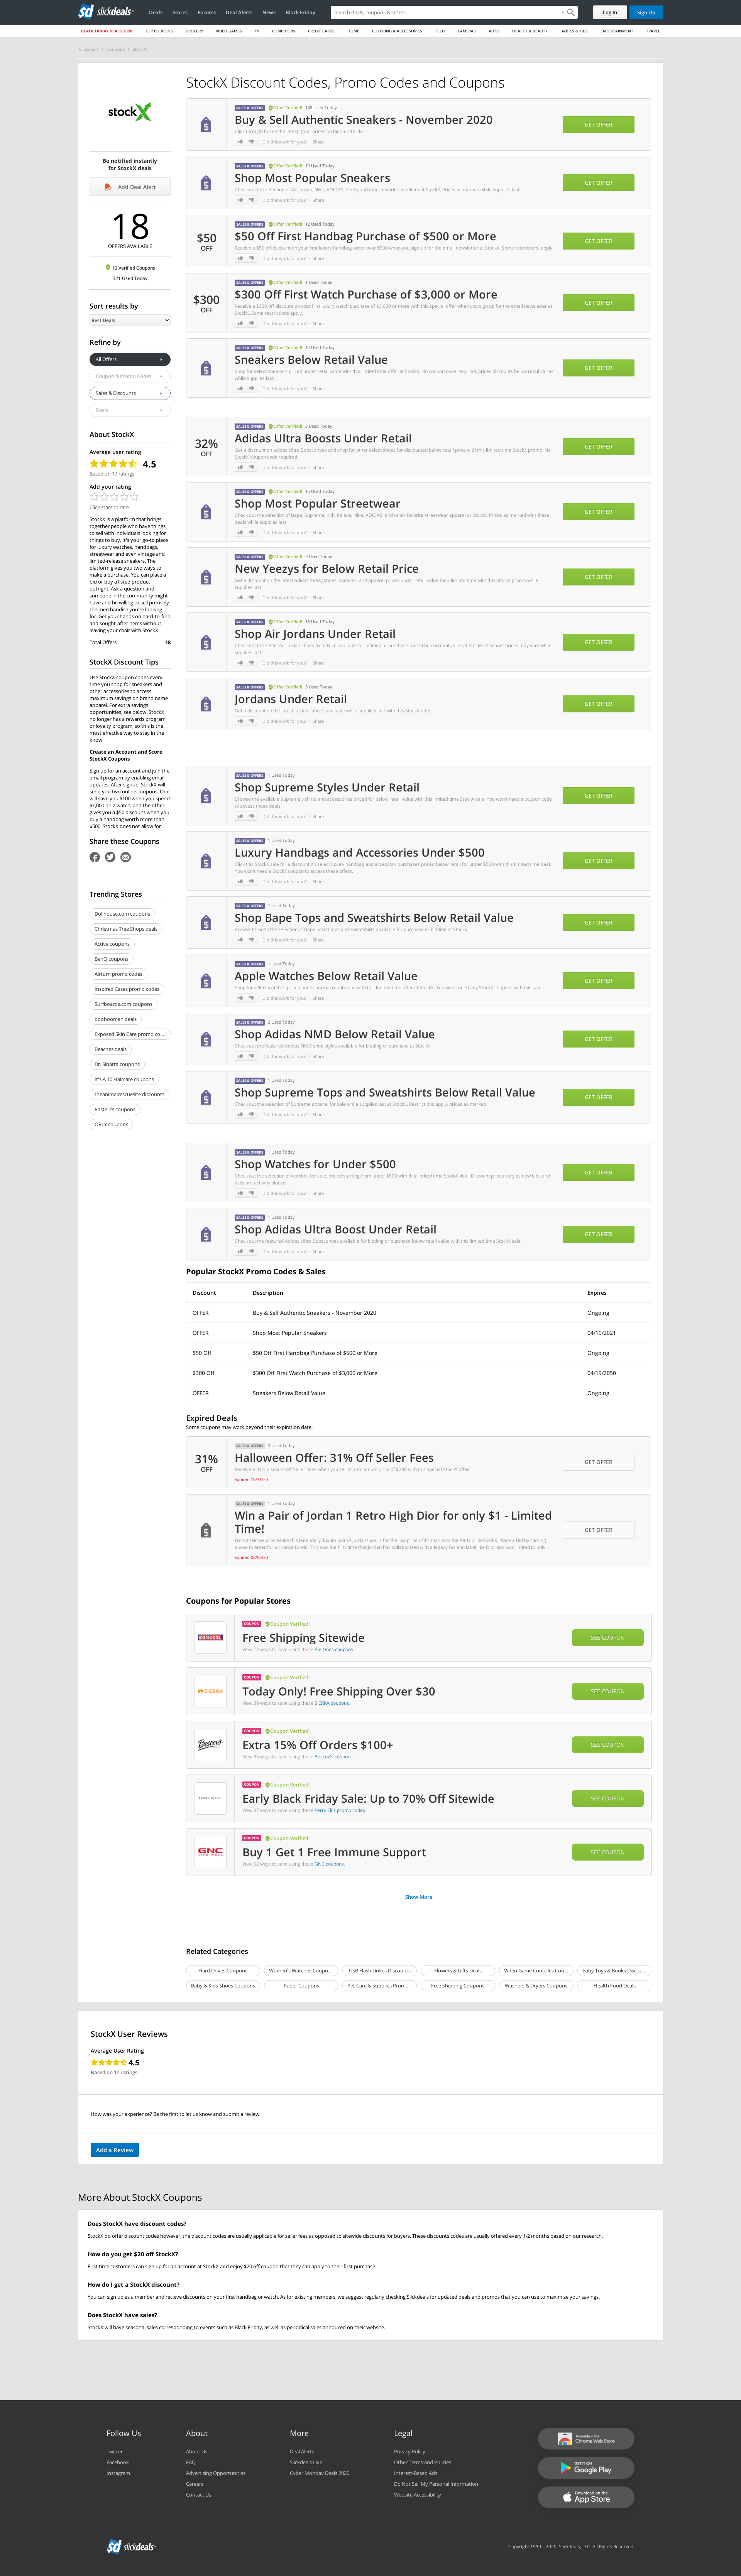 sd slickdeals
Deals Stores Forums Deal Alerts News Black Friday
Search deals, coupons & stores
Log In
Sign Up
BLACK FRIDAY DEALS 2020 TOP COUPONS GROCERY VIDEO GAMES TV COMPUTERS CREDIT CARDS HOME CLOTHING & ACCESSORIES TECH CAMERAS AUTO HEALTH & BEAUTY BABIES & KIDS ENTERTAINMENT TRAVEL
Slickdeals > Coupons > StockX
stockX
Be notified instantly
for StockX deals
Add Deal Alert
18
OFFERS AVAILABLE
10 Verified Coupons
321 Used Today
Sort results by
Best Deals
Refine by
All Offers
Coupon & Promo Codes
Sales & Discounts
Deals
About StockX
Average user rating
4.5
Based on 17 ratings
Add your rating
Click stars to rate
StockX is a platform that brings
together people who have things
to sell with individuals looking for
things to buy. It's your go-to place
for luxury watches, handbags,
streetwear and even vintage and
limited-release sneakers. The
platform gives you two ways to
make a purchase: You can place a
bid or buy a listed product
outright. Ask a question and
someone in the community might
have and be willing to sell precisely
the merchandise you're looking
for. Get your hands on hard-to-find
and sought-after items without
leaving your chair with StockX.
Total Offers 18
StockX Discount Tips
Use StockX coupon codes every
time you shop for sneakers and
other accessories to access
maximum savings on brand name
apparel. For extra savings
opportunities, see below. StockX
no longer has a rewards program
or loyalty program, so this is the
most effective way to stay in the
know.
Create an Account and Score
StockX Coupons
Sign up for an account and join the
email program by enabling email
updates. After signup, StockX will
send you two online coupons. One
will save you $100 when you spend
$1,000 on a watch, and the other
gives you a $50 discount when you
buy a handbag worth more than
$500. StockX does not allow for
Share these Coupons
Trending Stores
Dollhouse.com coupons
Christmas Tree Shops deals
Active coupons
BenQ coupons
Airturn promo codes
Inspired Cases promo codes
Surfboards.com coupons
boohooman deals
Exposed Skin Care promo co...
Beaches deals
Dr. Sinatra coupons
It's A 10 Haircare coupons
theanimalrescuesite discounts
Rastelli's coupons
ORLY coupons
StockX Discount Codes, Promo Codes and Coupons
SALES & OFFERS Offer Verified! 148 Used Today
Buy & Sell Authentic Sneakers - November 2020
Click through to see the latest great prices on high-end kicks!
Did this work for you? · Share
GET OFFER
SALES & OFFERS Offer Verified! 19 Used Today
Shop Most Popular Sneakers
Check out the selection of Air Jordan, Nike, ADIDAS, Yeezy and other favorite sneakers at StockX. Prices as marked while supplies last.
Did this work for you? · Share
GET OFFER
$50
OFF
SALES & OFFERS Offer Verified! 12 Used Today
$50 Off First Handbag Purchase of $500 or More
Receive a $50 off discount on your first luxury handbag order over $500 when you sign up for the email newsletter at StockX. Some restrictions apply.
Did this work for you? · Share
GET OFFER
$300
OFF
SALES & OFFERS Offer Verified! 1 Used Today
$300 Off First Watch Purchase of $3,000 or More
Receive a $300 off discount on your first luxury watch purchase of $3,000 or more with this special offer when you sign up for the email newsletter at
StockX. Some restrictions apply.
Did this work for you? · Share
GET OFFER
SALES & OFFERS Offer Verified! 12 Used Today
Sneakers Below Retail Value
Shop for select sneakers priced under retail value with this limited time offer at StockX. No coupon code required, prices discounts below retail varies
while supplies last.
Did this work for you? · Share
GET OFFER
32%
OFF
SALES & OFFERS Offer Verified! 3 Used Today
Adidas Ultra Boosts Under Retail
Get a discount on adidas Ultra Boost shoes and shop for other select shoes for discounted below retail price with this limited time StockX promo. No
StockX coupon code required.
Did this work for you? · Share
GET OFFER
SALES & OFFERS Offer Verified! 15 Used Today
Shop Most Popular Streetwear
Check out the selection of Bape, Supreme, Kith, Palace, Nike, ADIDAS, and other favorite streetwear apparel at StockX. Prices as marked with these
deals while supplies last.
Did this work for you? · Share
GET OFFER
SALES & OFFERS Offer Verified! 9 Used Today
New Yeezys for Below Retail Price
Get a discount on the latest adidas Yeezy shoes, sneakers, and apparel priced under retail value for a limited time with this StockX promo while
supplies last.
Did this work for you? · Share
GET OFFER
SALES & OFFERS Offer Verified! 15 Used Today
Shop Air Jordans Under Retail
Check out the select Air Jordan shoes from Nike available for bidding or purchase priced below retail value at StockX. Discount prices may vary while
supplies last.
Did this work for you? · Share
GET OFFER
SALES & OFFERS Offer Verified! 5 Used Today
Jordans Under Retail
Get a discount on the latest Jordans shoes available while supplies last with this StockX offer.
Did this work for you? · Share
GET OFFER
SALES & OFFERS 1 Used Today
Shop Supreme Styles Under Retail
Browse the available Supreme t-shirts and accessories priced for below retail value with this limited time StockX sale. You won't need a coupon code
to access these deals!
Did this work for you? · Share
GET OFFER
SALES & OFFERS 1 Used Today
Luxury Handbags and Accessories Under $500
Click this StockX sale for a discount on select luxury handbag and accessory purchases priced below retail for under $500 with this limited time deal.
You won't need a StockX coupon to access these offers.
Did this work for you? · Share
GET OFFER
SALES & OFFERS 1 Used Today
Shop Bape Tops and Sweatshirts Below Retail Value
Browse through the selection of Bape brand tops and sweatshirts available for purchase or bidding at StockX.
Did this work for you? · Share
GET OFFER
SALES & OFFERS 1 Used Today
Apple Watches Below Retail Value
Shop for select watches priced under normal retail value with this limited time offer at StockX. You won't need any StockX coupons with this sale.
Did this work for you? · Share
GET OFFER
SALES & OFFERS 2 Used Today
Shop Adidas NMD Below Retail Value
Check out the featured Adidas NMD shoe styles available for bidding or purchase at StockX.
Did this work for you? · Share
GET OFFER
SALES & OFFERS 1 Used Today
Shop Supreme Tops and Sweatshirts Below Retail Value
Check out the selection of Supreme apparel for sale while supplies last at StockX. Restrictions apply, prices as marked.
Did this work for you? · Share
GET OFFER
SALES & OFFERS 1 Used Today
Shop Watches for Under $500
Check out the selection of watches for sale, priced starting from under $500 with this limited time StockX deal. Discount prices vary as new bids and
asks are actively placed.
Did this work for you? · Share
GET OFFER
SALES & OFFERS 1 Used Today
Shop Adidas Ultra Boost Under Retail
Check out the featured Adidas Ultra Boost shoes available for bidding or purchase below retail value with this limited-time StockX sale.
Did this work for you? · Share
GET OFFER
Popular StockX Promo Codes & Sales
Discount Description Expires
OFFER Buy & Sell Authentic Sneakers - November 2020 Ongoing
OFFER Shop Most Popular Sneakers 04/19/2021
$50 Off $50 Off First Handbag Purchase of $500 or More Ongoing
$300 Off $300 Off First Watch Purchase of $3,000 or More 04/19/2050
OFFER Sneakers Below Retail Value Ongoing
Expired Deals
Some coupons may work beyond their expiration date.
31%
OFF
SALES & OFFERS 2 Used Today
Halloween Offer: 31% Off Seller Fees
Receive a 31% discount off Seller Fees when you sell at a minimum price of $200 with this special StockX offer.
Expired 10/31/20
GET OFFER
SALES & OFFERS 1 Used Today
Win a Pair of Jordan 1 Retro High Dior for only $1 - Limited
Time!
Expired 08/06/20
GET OFFER
Coupons for Popular Stores
COUPON Coupon Verified!
Free Shipping Sitewide
View 17 ways to save using these Big Dogs coupons.
SEE COUPON
SIERRA
COUPON Coupon Verified!
Today Only! Free Shipping Over $30
View 39 ways to save using these SIERRA coupons.
SEE COUPON
Boscov's
COUPON Coupon Verified!
Extra 15% Off Orders $100+
View 35 ways to save using these Boscov's coupons.
SEE COUPON
PERRY ELLIS
COUPON Coupon Verified!
Early Black Friday Sale: Up to 70% Off Sitewide
View 37 ways to save using these Perry Ellis promo codes.
SEE COUPON
GNC
LIVE WELL
COUPON Coupon Verified!
Buy 1 Get 1 Free Immune Support
View 52 ways to save using these GNC coupons.
SEE COUPON
Show More
Related Categories
Hard Drives Coupons Women's Watches Coupo... USB Flash Drives Discounts Flowers & Gifts Deals Video Game Consoles Cou... Baby Toys & Books Discou...
Baby & Kids Shoes Coupons Paper Coupons Pet Care & Supplies Prom... Free Shipping Coupons Washers & Dryers Coupons Health Food Deals
StockX User Reviews
Average User Rating
4.5
Based on 17 ratings
How was your experience? Be the first to let us know and submit a review.
Add a Review
More About StockX Coupons
Does StockX have discount codes?
StockX do offer discount codes however, the discount codes are usually applicable for seller fees as opposed to sitewide discounts for buyers. These discounts codes are usually offered every 1-2 months based on our research.
How do you get $20 off StockX?
First time customers can sign up for an account at StockX and enjoy $20 off coupon that they can apply to their first purchase.
How do I get a StockX discount?
You can sign up as a member and recieve discounts on your first handbag or watch. As for existing members, we suggest regularly checking Slickdeals for updated deals and promos that you can use to maximize your savings.
Does StockX have sales?
StockX will have seasonal sales corresponding to events such as Black Friday, as well as periodical sales annouced on their website.
Follow Us
Twitter
Facebook
Instagram
About
About Us
FAQ
Advertising Opportunities
Careers
Contact Us
More
Deal Alerts
Slickdeals Live
Cyber Monday Deals 2020
Legal
Privacy Policy
Other Terms and Policies
Interest-Based Ads
Do Not Sell My Personal Information
Website Accessibility
Available in the
Chrome Web Store
GET IT ON
Google Play
Download on the
App Store
sd slickdeals
Copyright 1999 – 2020. Slickdeals, LLC. All Rights Reserved.